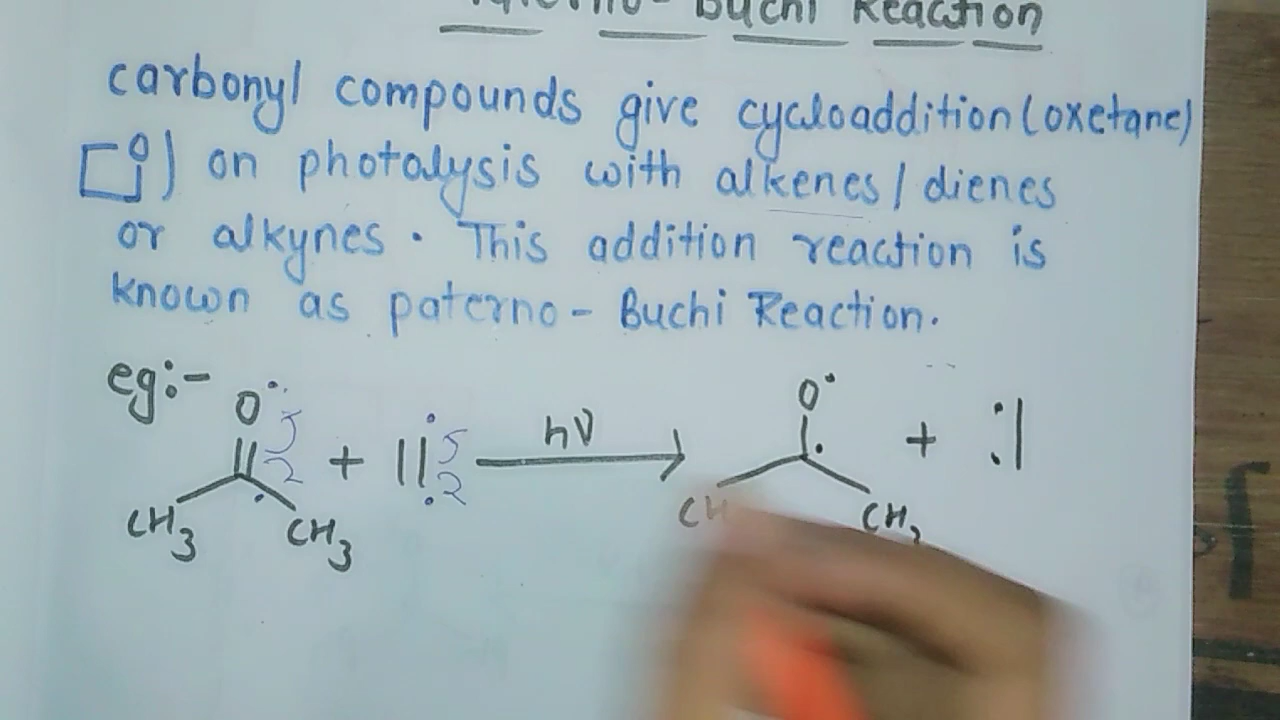 Buchi Reaction
carbonyl compounds give cycloaddition (oxetane)
O ) on photolysis with alkenes / dienes
or alkynes. This addition reaction is
known as paterno - Buchi Reaction.
eg:-
O + || hν O +
CH3 CH3 CH